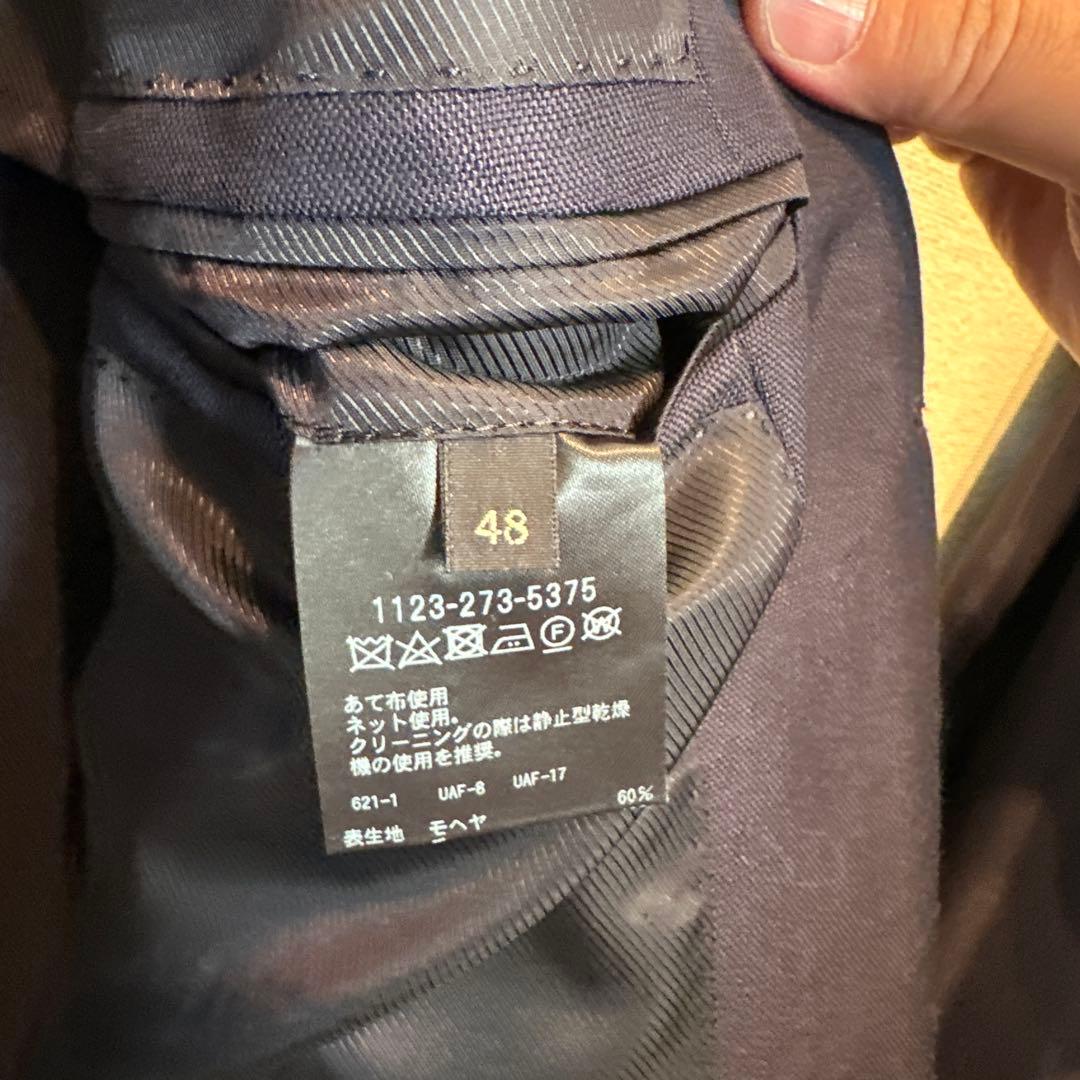 48
1123-273-5375
F W
あて布使用
ネット使用。
クリーニングの際は静止型乾燥
機の使用を推奨。
621-1 UAF-8 UAF-17
表生地 モヘヤ 60%